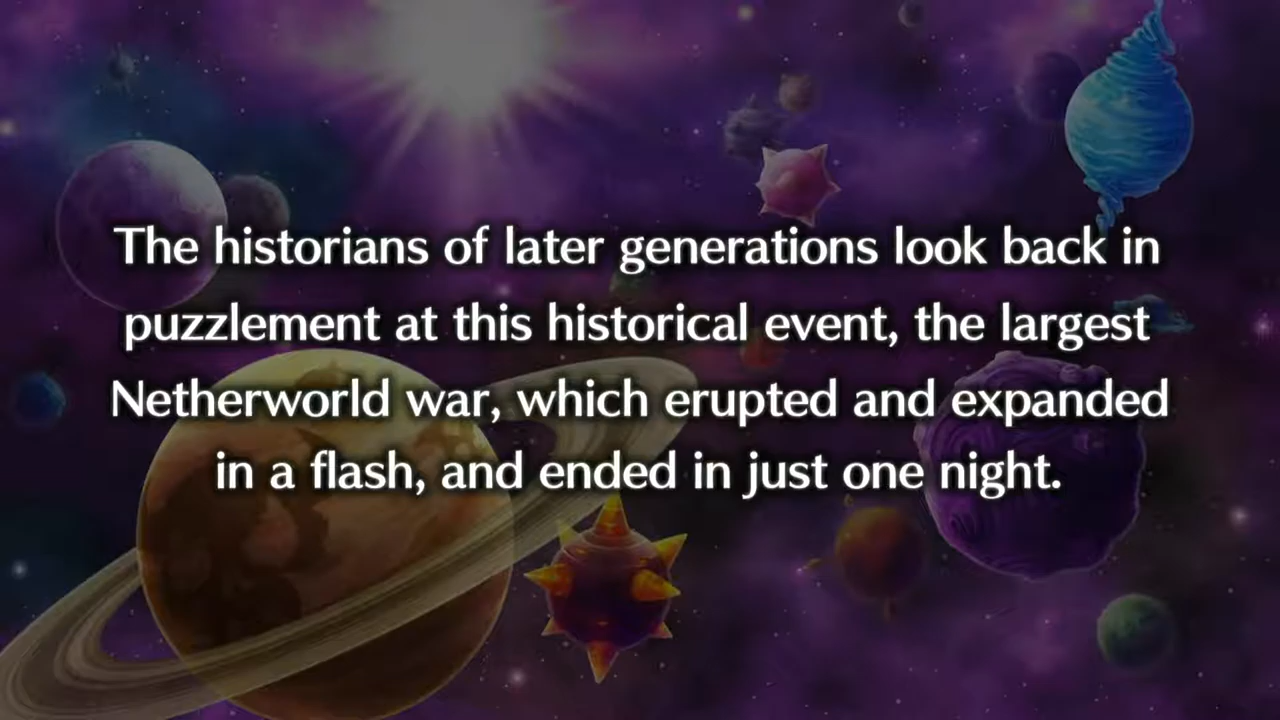 The historians of later generations look back in
puzzlement at this historical event, the largest
Netherworld war, which erupted and expanded
in a flash, and ended in just one night.